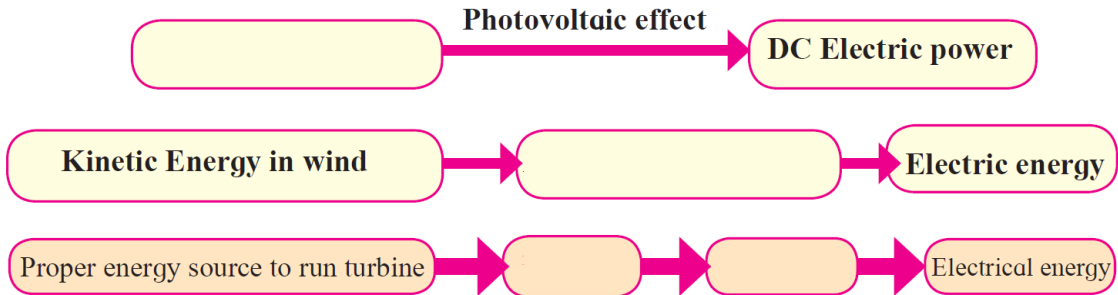 Photovoltaic effect
DC Electric power
Kinetic Energy in wind
Electric energy
Proper energy source to run turbine
Electrical energy